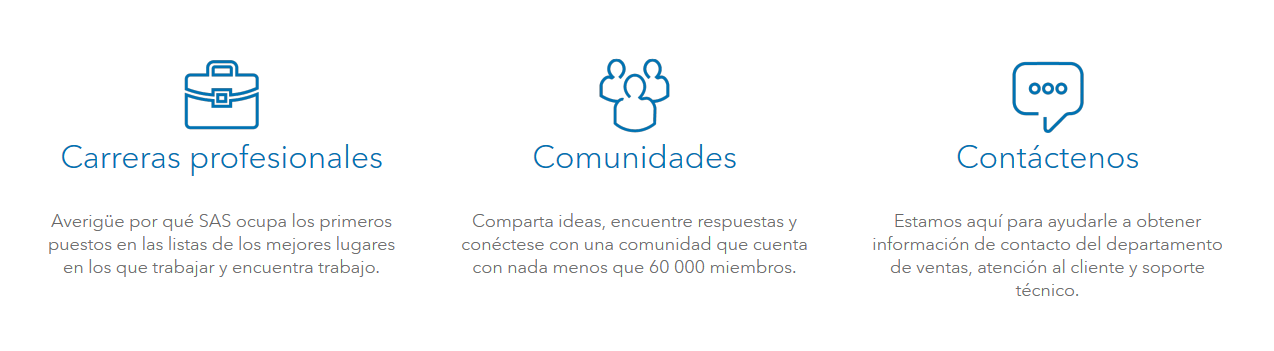 Carreras profesionales
Averigüe por qué SAS ocupa los primeros
puestos en las listas de los mejores lugares
en los que trabajar y encuentra trabajo.
Comunidades
Comparta ideas, encuentre respuestas y
conéctese con una comunidad que cuenta
con nada menos que 60 000 miembros.
Contáctenos
Estamos aquí para ayudarle a obtener
información de contacto del departamento
de ventas, atención al cliente y soporte
técnico.